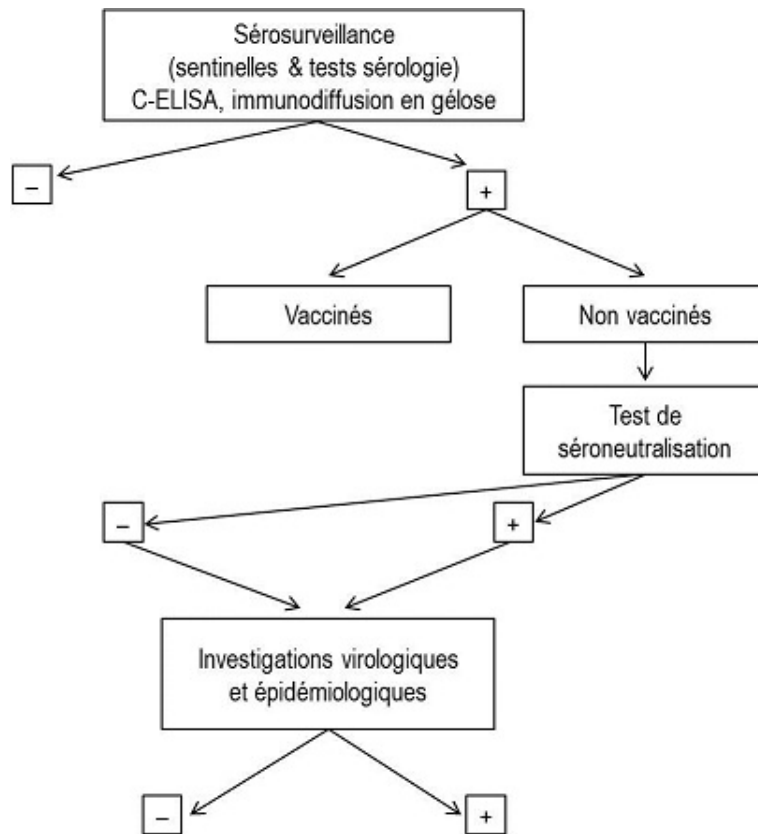 Sérosurveillance
(sentinelles & tests sérologie)
C-ELISA, immunodiffusion en gélose
–
+
Vaccinés
Non vaccinés
Test de
séroneutralisation
–
+
Investigations virologiques
et épidémiologiques
–
+